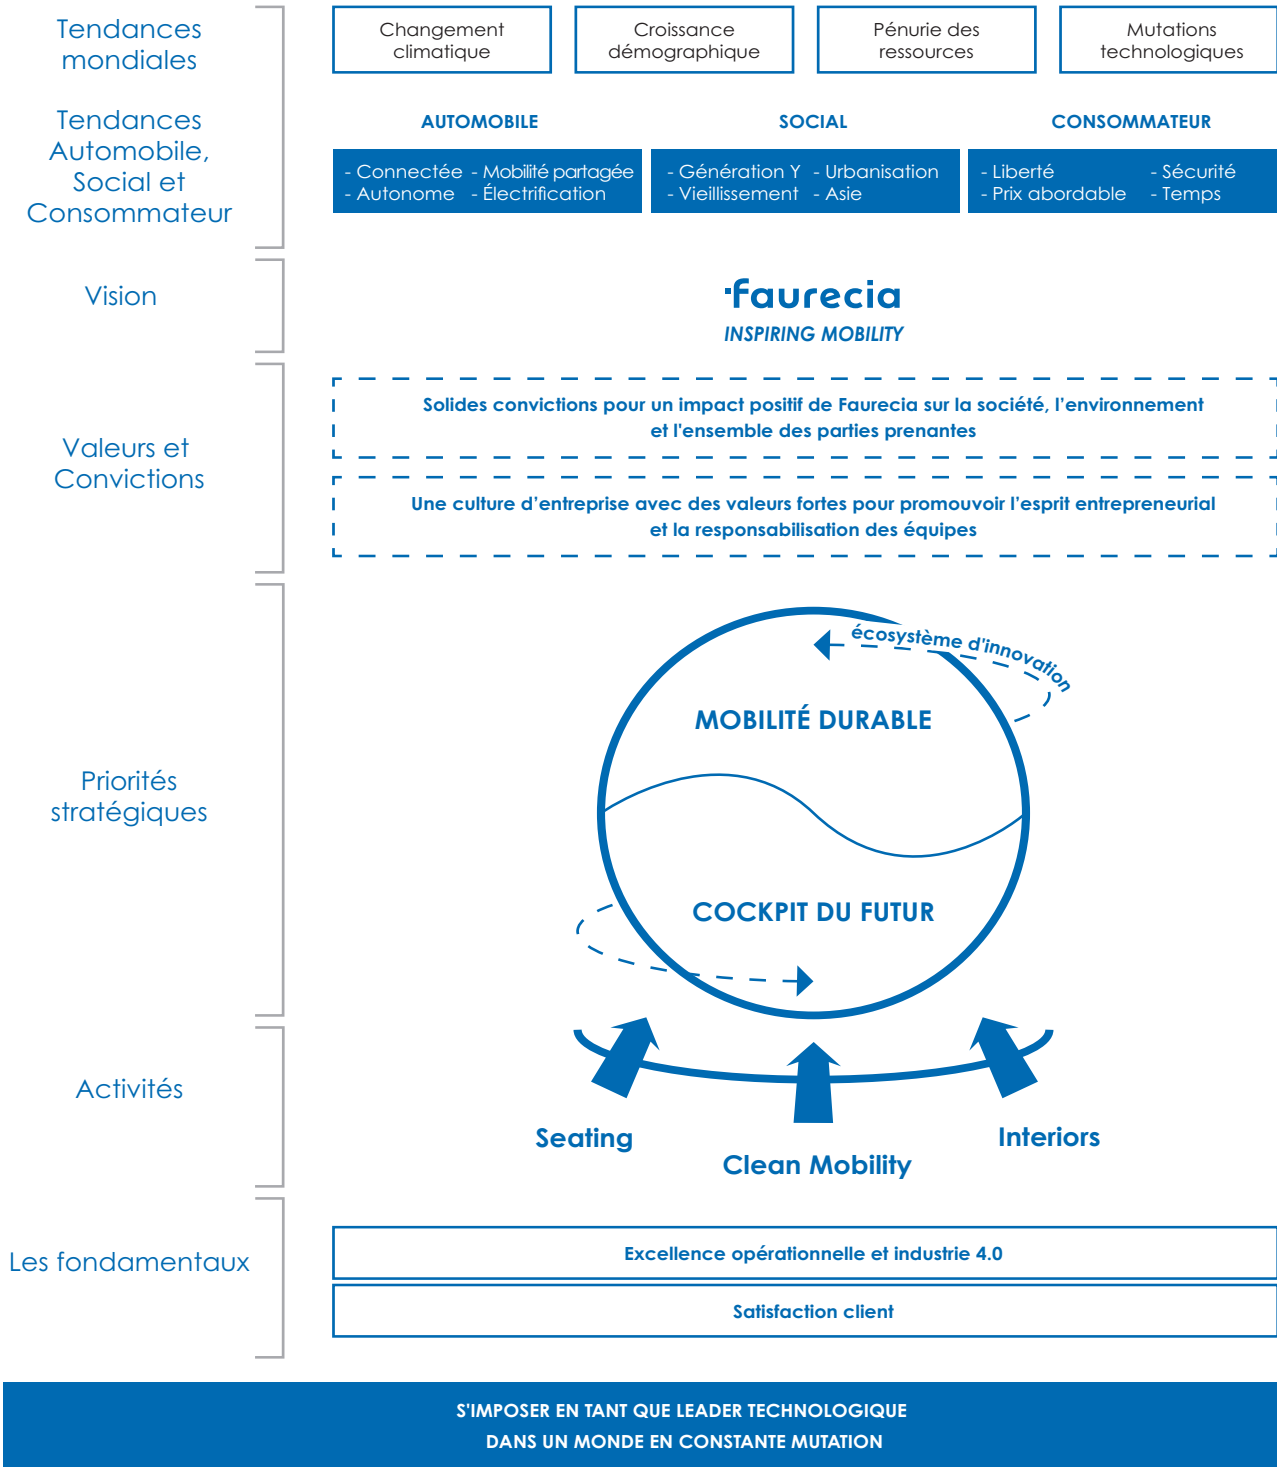 Tendances
mondiales
Changement
climatique
Croissance
démographique
Pénurie des
ressources
Mutations
technologiques
Tendances
Automobile,
Social et
Consommateur
AUTOMOBILE
- Connectée - Mobilité partagée
- Autonome - Électrification
SOCIAL
- Génération Y - Urbanisation
- Vieillissement - Asie
CONSOMMATEUR
- Liberté - Sécurité
- Prix abordable - Temps
Vision
faurecia
INSPIRING MOBILITY
Valeurs et
Convictions
Solides convictions pour un impact positif de Faurecia sur la société, l’environnement
et l'ensemble des parties prenantes
Une culture d’entreprise avec des valeurs fortes pour promouvoir l’esprit entrepreneurial
et la responsabilisation des équipes
Priorités
stratégiques
écosystème d'innovation
MOBILITÉ DURABLE
COCKPIT DU FUTUR
Activités
Seating
Clean Mobility
Interiors
Les fondamentaux
Excellence opérationnelle et industrie 4.0
Satisfaction client
S'IMPOSER EN TANT QUE LEADER TECHNOLOGIQUE
DANS UN MONDE EN CONSTANTE MUTATION